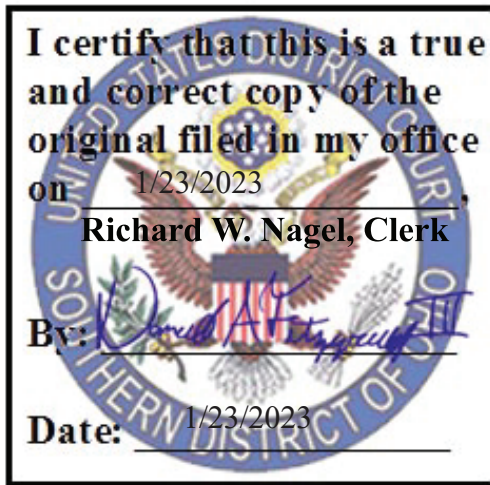 I certify that this is a true
and correct copy of the
original filed in my office
on 1/23/2023,
Richard W. Nagel, Clerk
By: A III
Date: 1/23/2023
UNITED STATES DISTRICT COURT
SOUTHERN DISTRICT OF OHIO